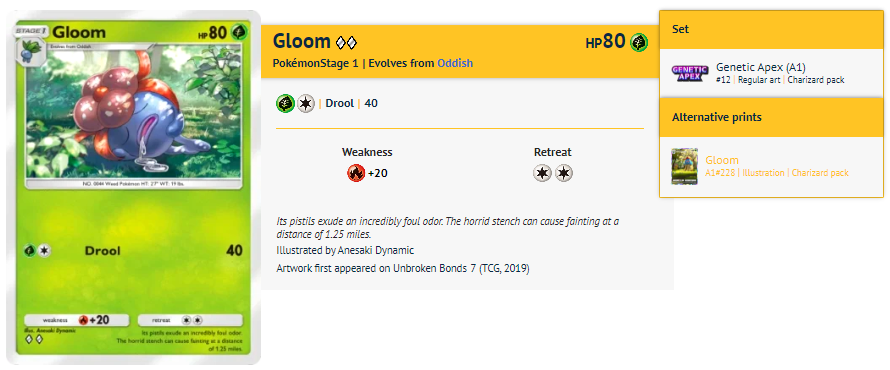 STAGE 1 Gloom HP 80
Evolves from Oddish
NO. 0044 Weed Pokémon HT: 2'7" WT: 19 lbs.
Drool 40
weakness +20 retreat
Illus. Anesaki Dynamic
Its pistils exude an incredibly foul odor.
The horrid stench can cause fainting at a distance
of 1.25 miles.
Gloom HP 80
PokémonStage 1 | Evolves from Oddish
| Drool | 40
Weakness Retreat
+20
Its pistils exude an incredibly foul odor. The horrid stench can cause fainting at a
distance of 1.25 miles.
Illustrated by Anesaki Dynamic
Artwork first appeared on Unbroken Bonds 7 (TCG, 2019)
Set
GENETIC
APEX
Genetic Apex (A1)
#12 | Regular art | Charizard pack
Alternative prints
Gloom
A1#228 | Illustration | Charizard pack